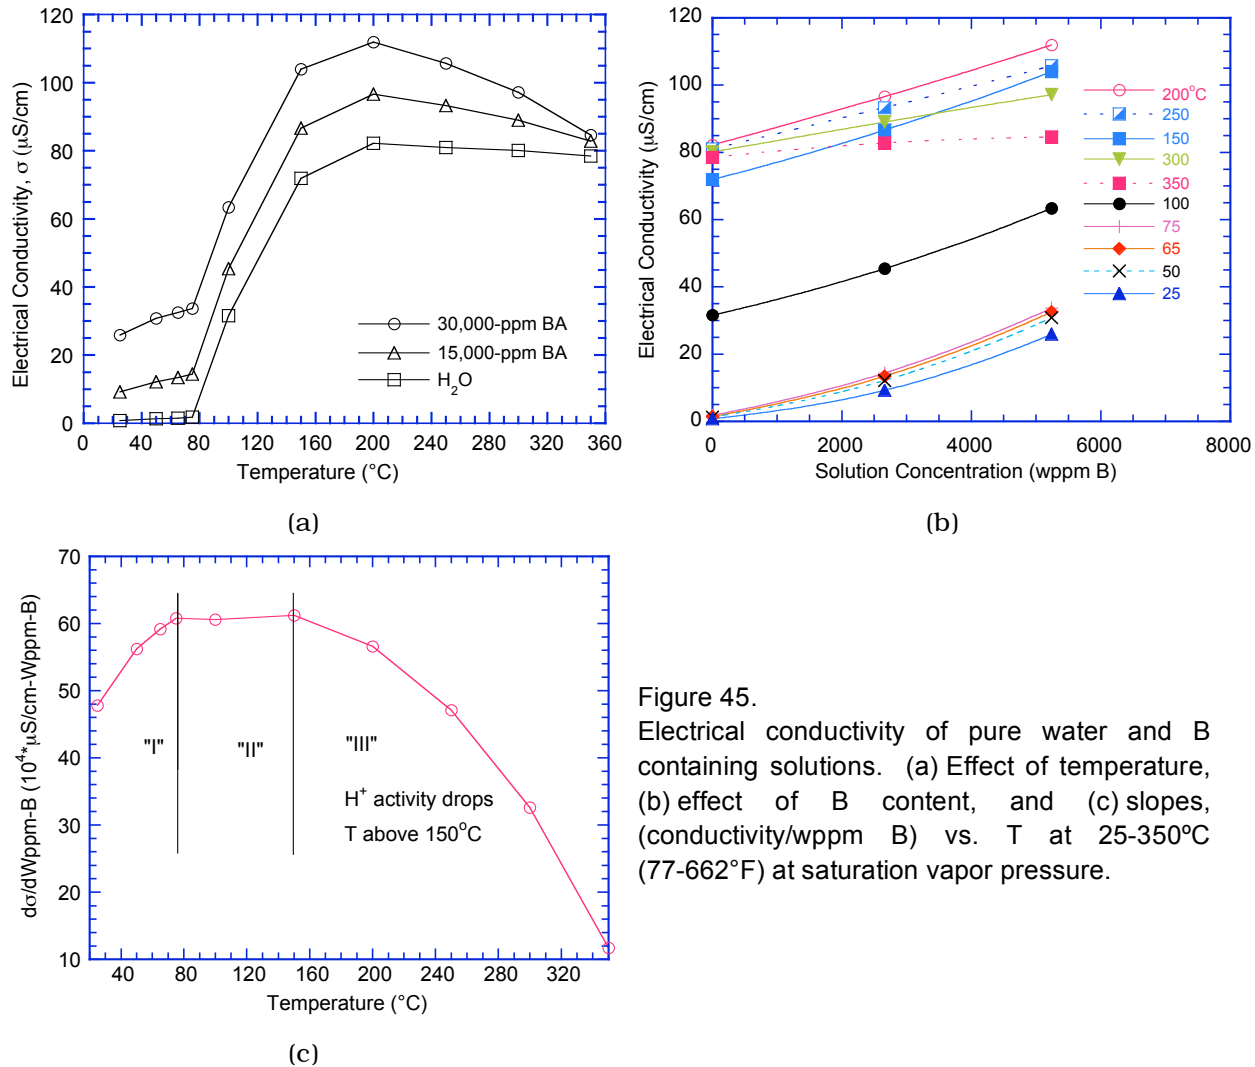 (a)
Electrical Conductivity, σ (μS/cm)
120
100
80
60
40
20
0
30,000-ppm BA
15,000-ppm BA
H₂O
0 40 80 120 160 200 240 280 320 360
Temperature (°C)
(a)
(b)
Electrical Conductivity (μS/cm)
120
100
80
60
40
20
0
200°C
250
150
300
350
100
75
65
50
25
0 2000 4000 6000 8000
Solution Concentration (wppm B)
(b)
dσ/dWppm-B (10⁴*μS/cm-Wppm-B)
70
60
50
40
30
20
10
"I" "II" "III"
H⁺ activity drops
T above 150°C
40 80 120 160 200 240 280 320
Temperature (°C)
(c)
Figure 45.
Electrical conductivity of pure water and B
containing solutions. (a) Effect of temperature,
(b) effect of B content, and (c) slopes,
(conductivity/wppm B) vs. T at 25-350ºC
(77-662°F) at saturation vapor pressure.